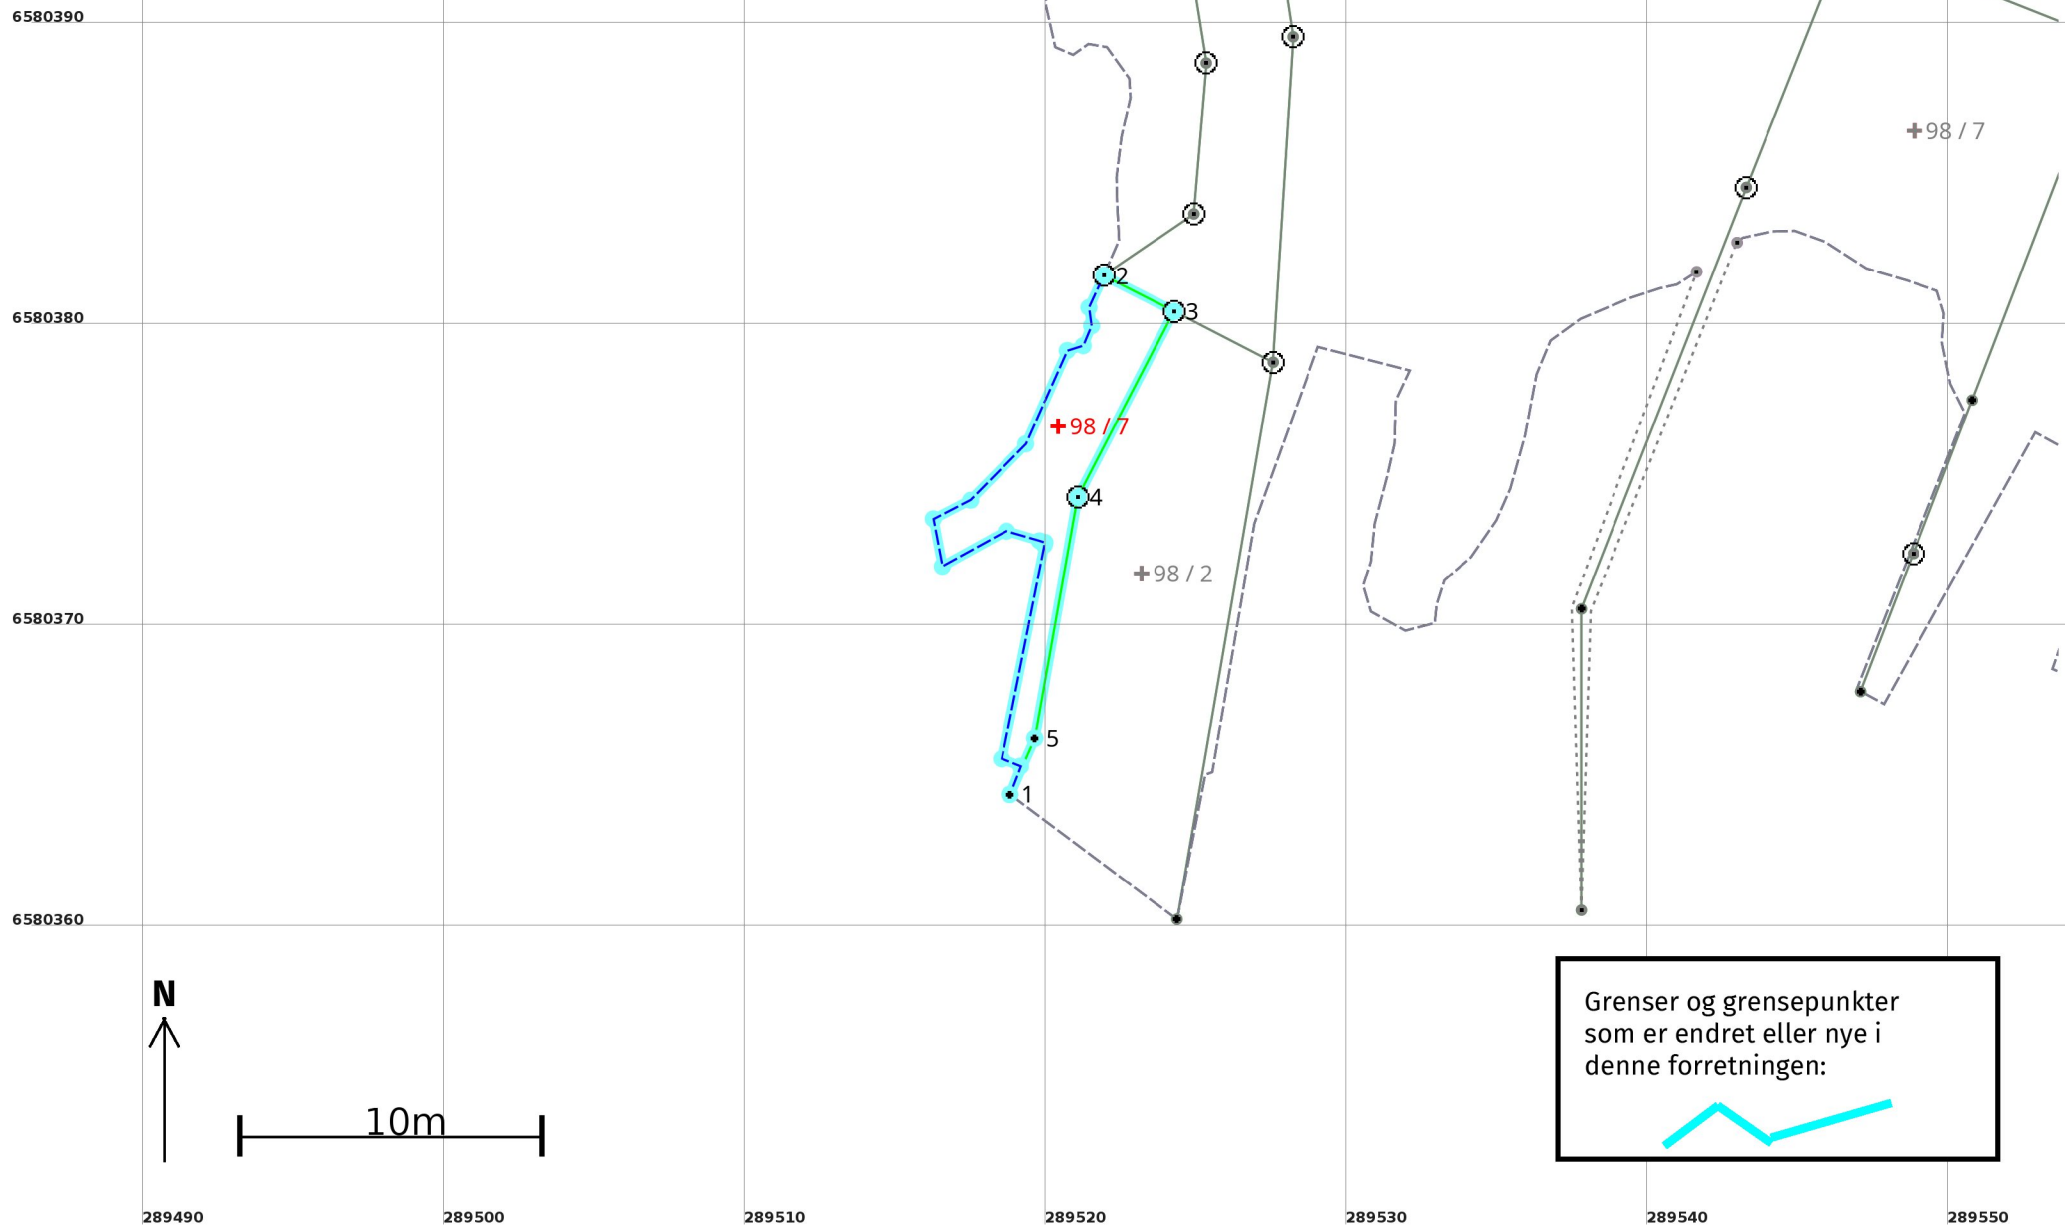 6580390
98 / 7
2
3
6580380
98 / 7
4
98 / 2
6580370
5
1
6580360
N
10m
Grenser og grensepunkter
som er endret eller nye i
denne forretningen:
289490
289500
289510
289520
289530
289540
289550